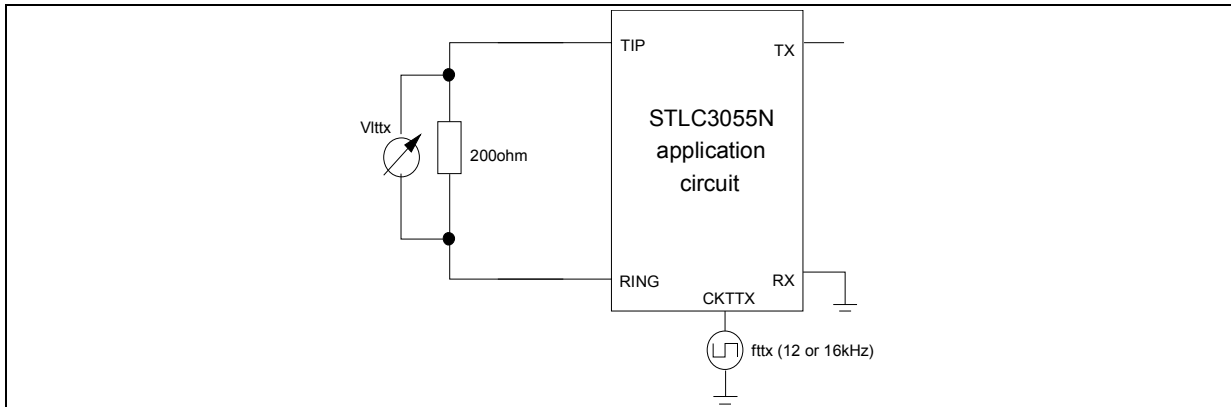 TIP
TX
Vlttx
200ohm
STLC3055N
application
circuit
RING
RX
CKTTX
fttx (12 or 16kHz)